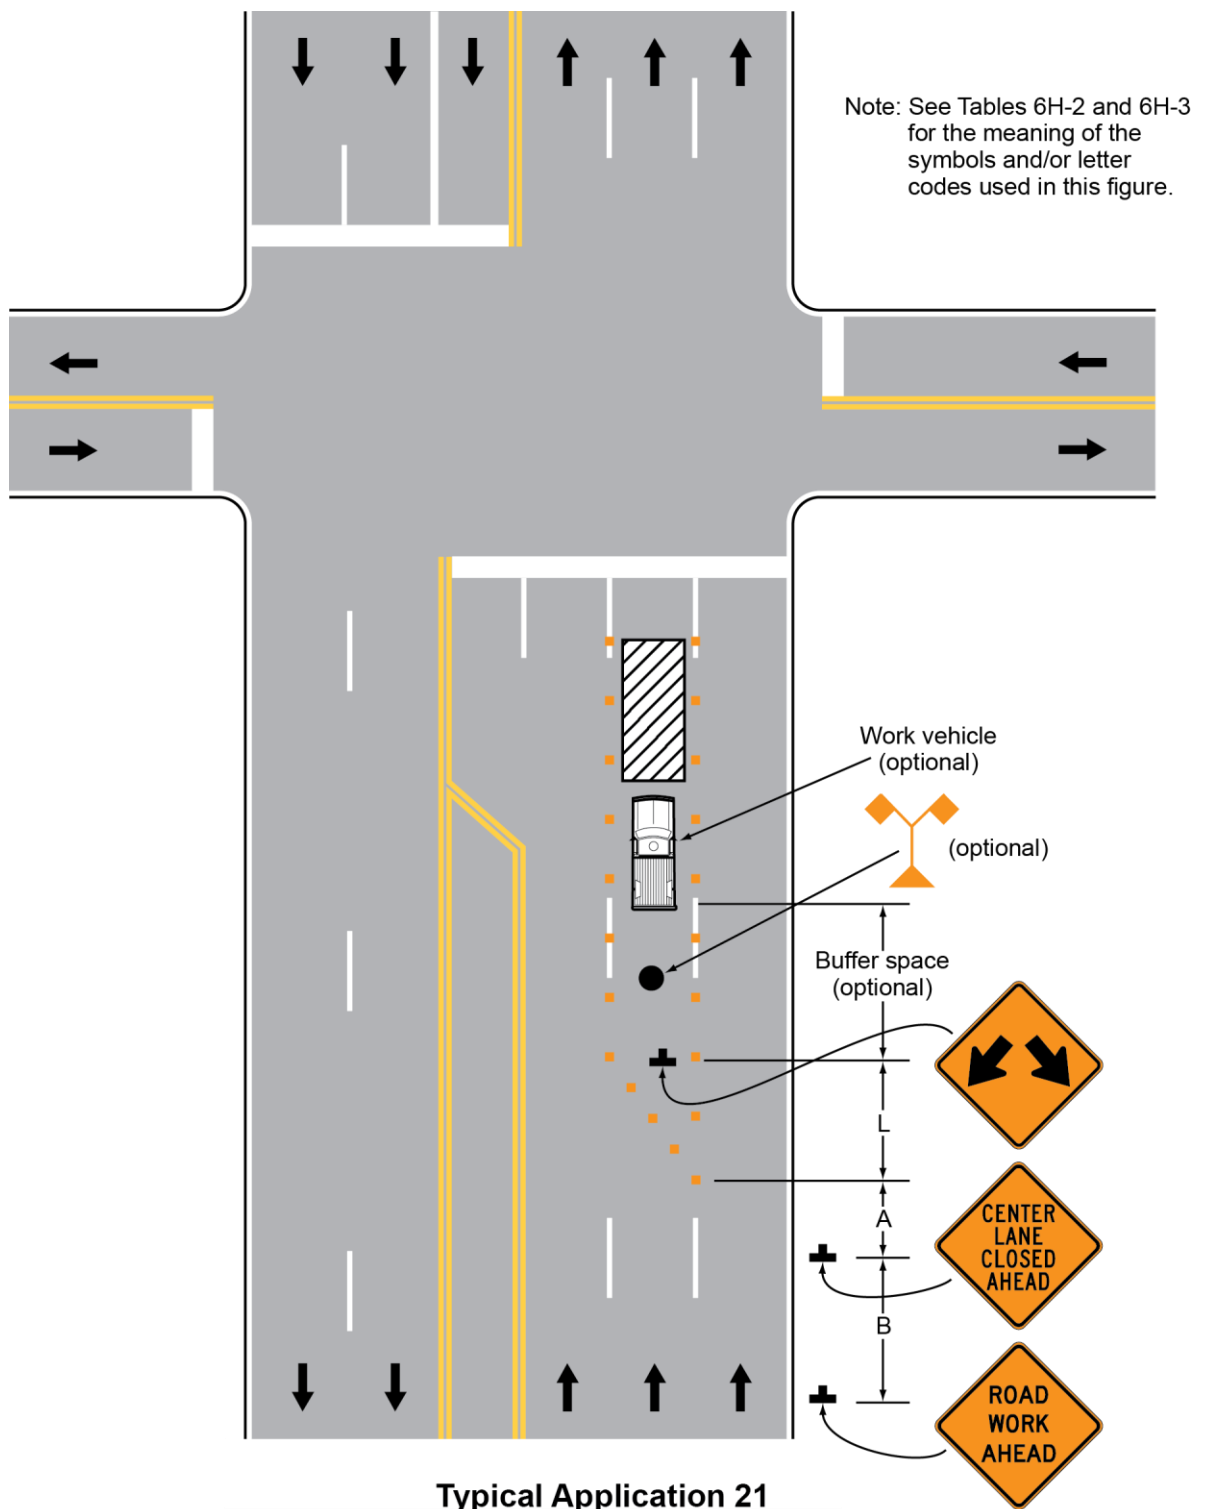 Note: See Tables 6H-2 and 6H-3
for the meaning of the
symbols and/or letter
codes used in this figure.
Work vehicle
(optional)
(optional)
Buffer space
(optional)
L
A
B
CENTER
LANE
CLOSED
AHEAD
ROAD
WORK
AHEAD
Typical Application 21